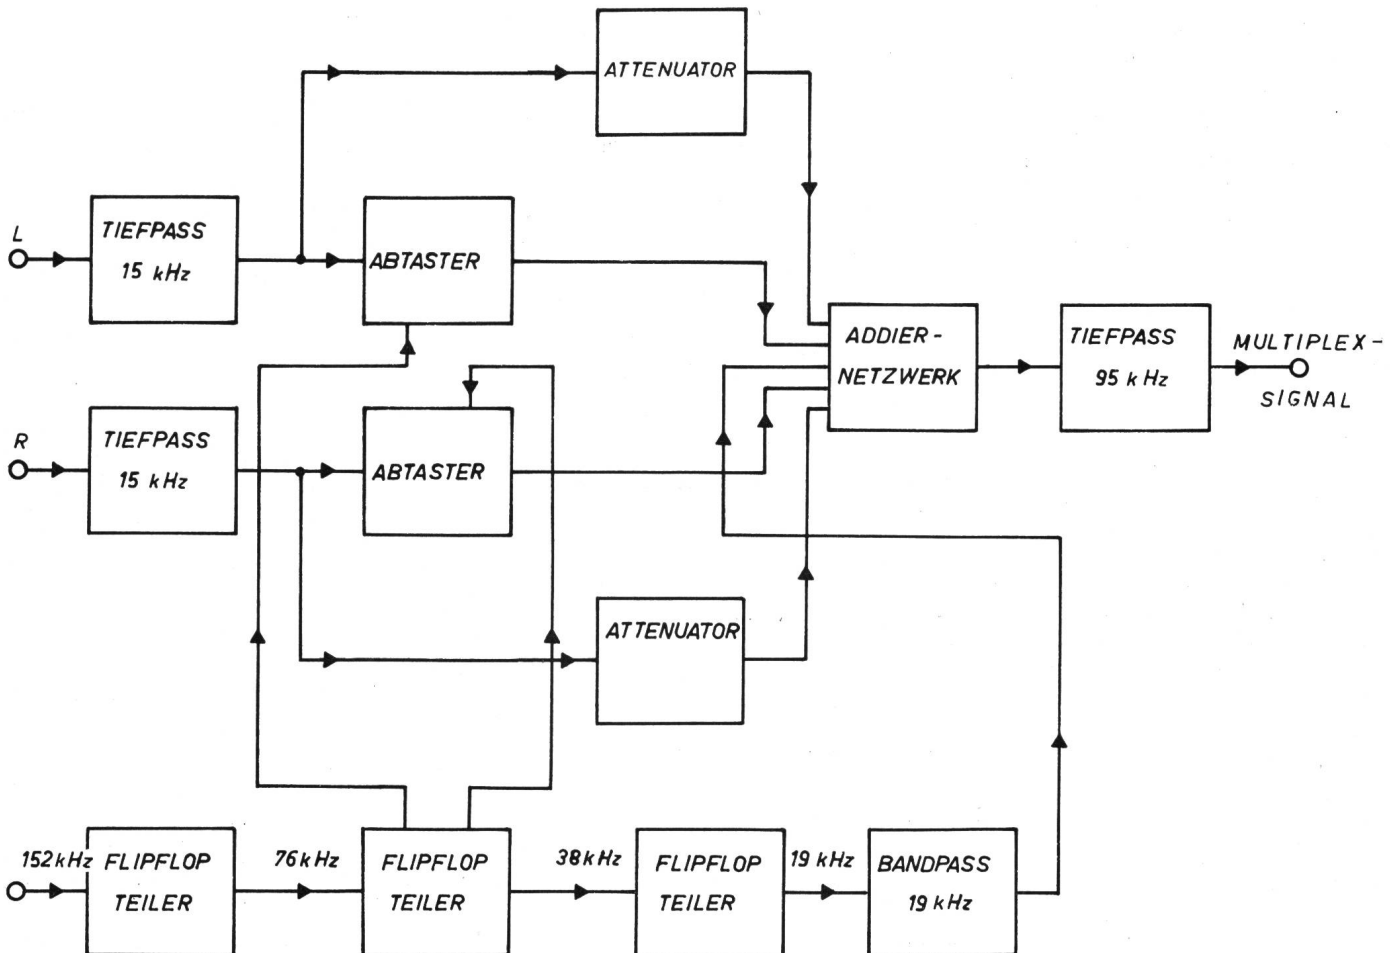 ATTENUATOR
L
TIEFPASS
15 kHz
ABTASTER
ADDIER-
NETZWERK
TIEFPASS
95 kHz
MULTIPLEX-
SIGNAL
R
TIEFPASS
15 kHz
ABTASTER
ATTENUATOR
152 kHz
FLIPFLOP
TEILER
76 kHz
FLIPFLOP
TEILER
38 kHz
FLIPFLOP
TEILER
19 kHz
BANDPASS
19 kHz